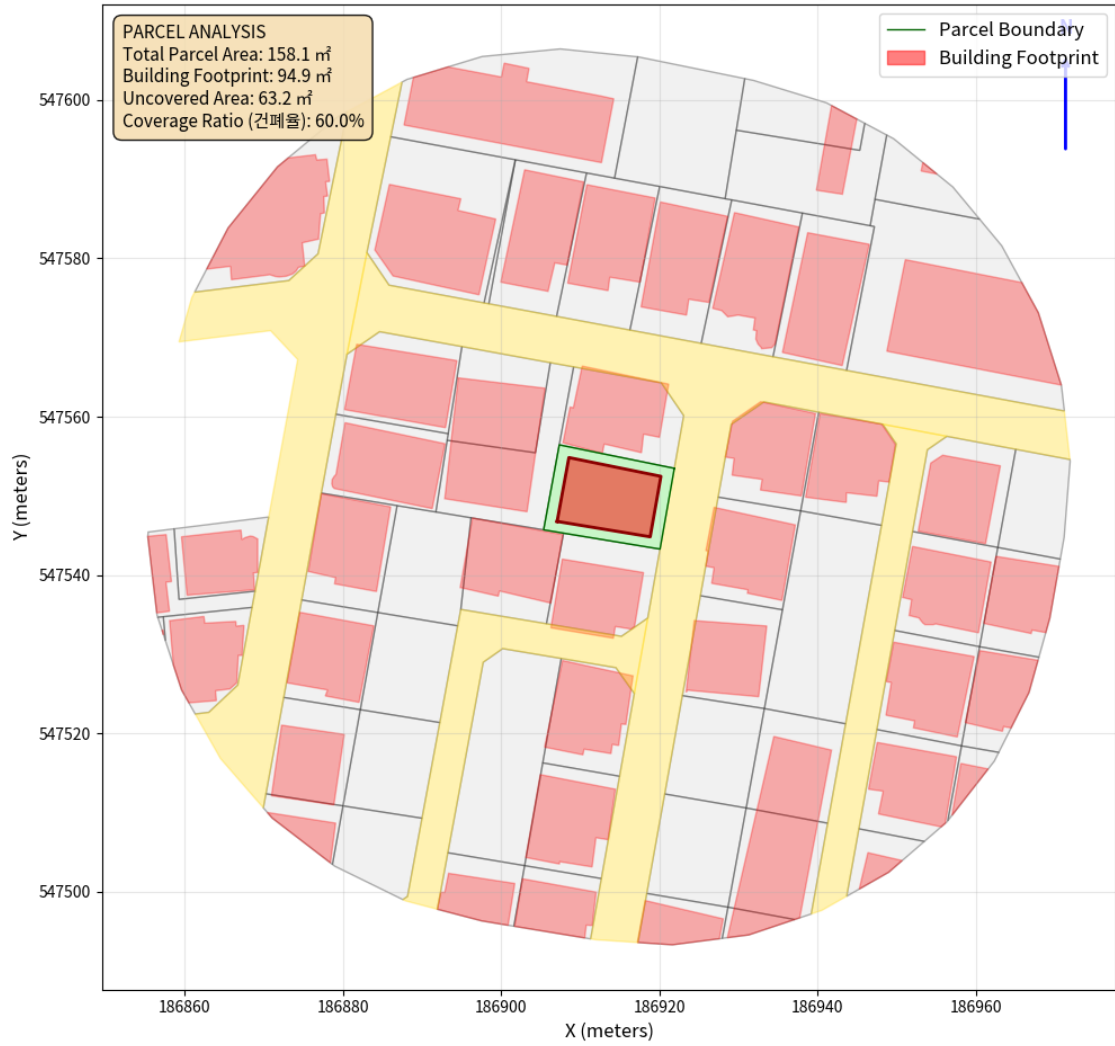 PARCEL ANALYSIS
Total Parcel Area: 158.1 ㎡
Building Footprint: 94.9 ㎡
Uncovered Area: 63.2 ㎡
Coverage Ratio (건폐율): 60.0%
Parcel Boundary
Building Footprint
N
547600
547580
547560
547540
547520
547500
Y (meters)
186860
186880
186900
186920
186940
186960
X (meters)